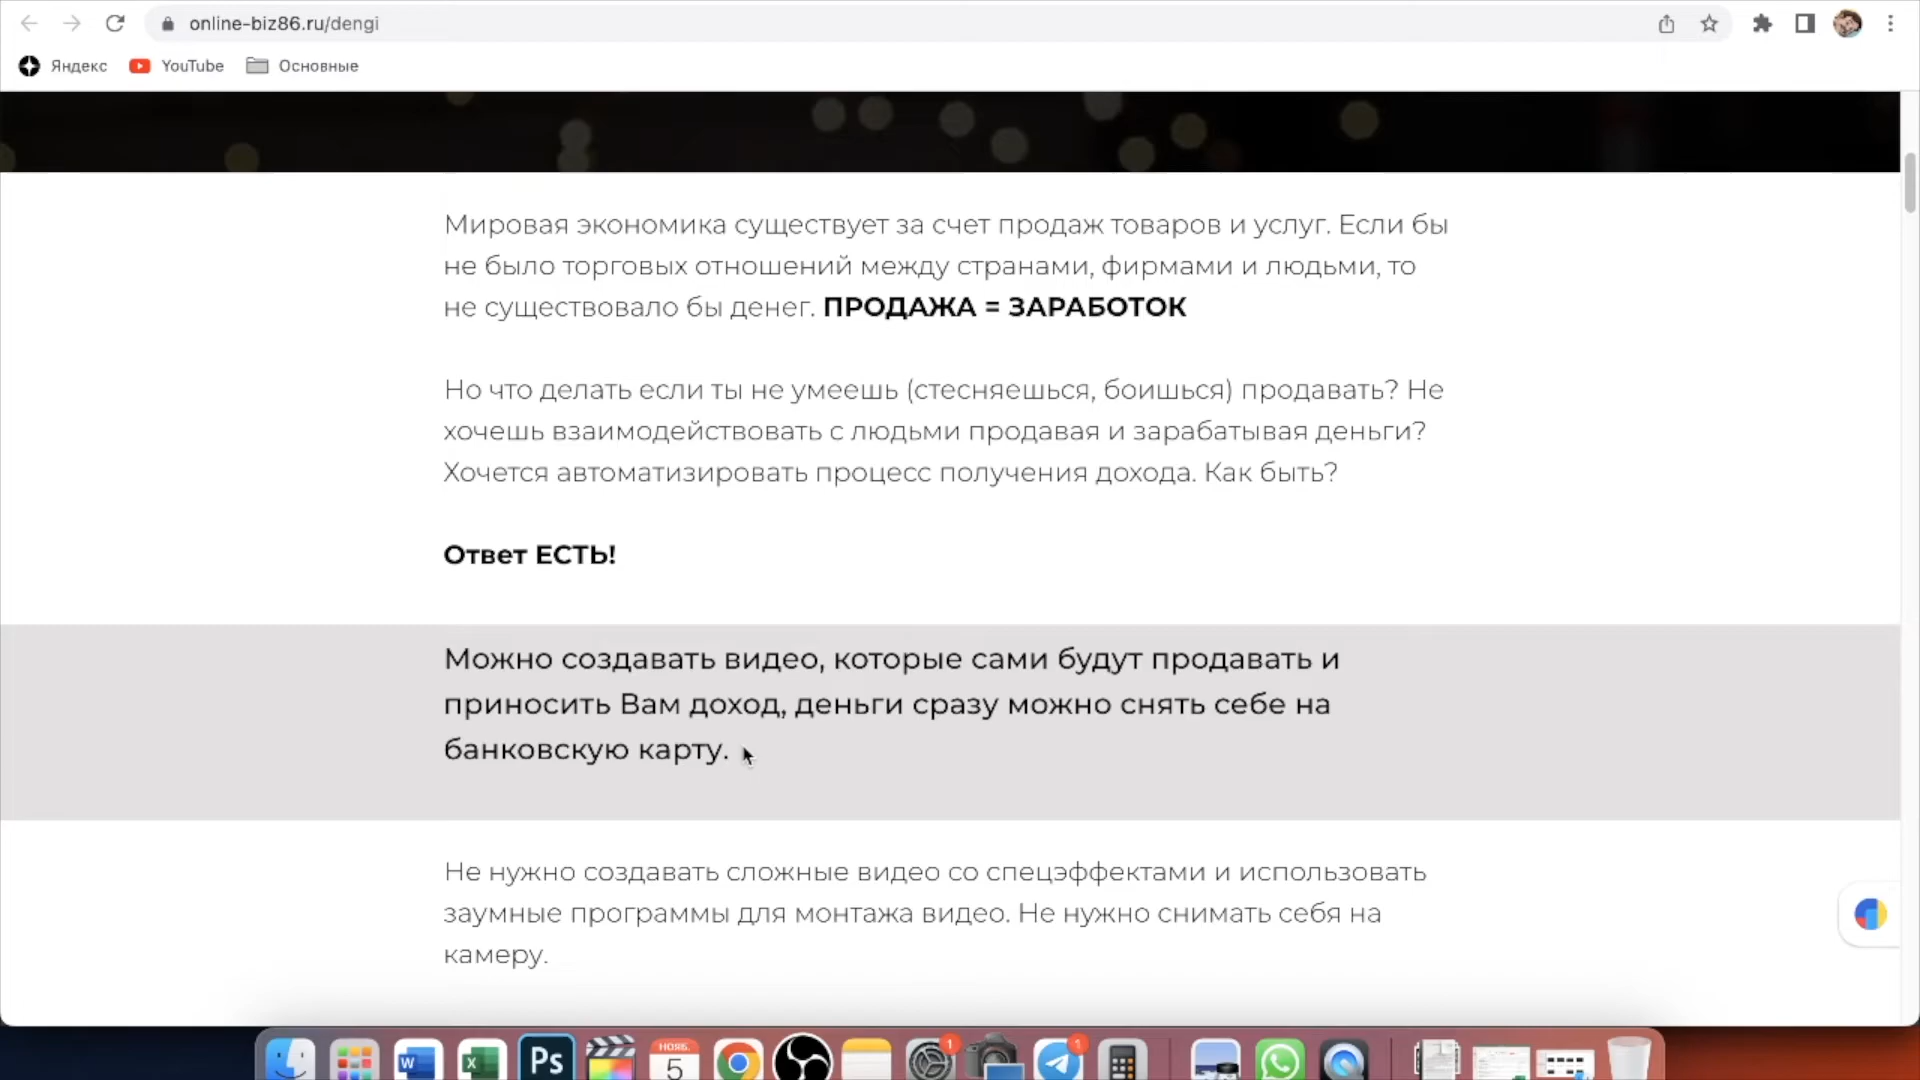 online-biz86.ru/dengi
Яндекс YouTube Основные
Мировая экономика существует за счет продаж товаров и услуг. Если бы
не было торговых отношений между странами, фирмами и людьми, то
не существовало бы денег. ПРОДАЖА = ЗАРАБОТОК
Но что делать если ты не умеешь (стесняешься, боишься) продавать? Не
хочешь взаимодействовать с людьми продавая и зарабатывая деньги?
Хочется автоматизировать процесс получения дохода. Как быть?
Ответ ЕСТЬ!
Можно создавать видео, которые сами будут продавать и
приносить Вам доход, деньги сразу можно снять себе на
банковскую карту.
Не нужно создавать сложные видео со спецэффектами и использовать
заумные программы для монтажа видео. Не нужно снимать себя на
камеру.
НОЯБ. 1 1
W X Ps 5